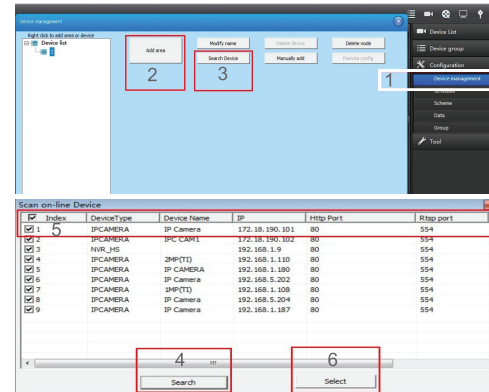 Device management
Right click to add area or device
Device list
1
Add area
2
Modify name
Delete device
Delete node
Search Device
3
Manually add
Remote config
Device List
Device group
Configuration
1
Device management
Schedule
Scheme
Data
Group
Tool
Scan on-line Device
Index DeviceType Device Name IP Http Port Rtsp port
1 IPCAMERA IP Camera 172.18.190.101 80 554
5
2 IPCAMERA IPC CAM1 172.18.190.102 80 554
3 NVR_HS 192.168.1.9 80 554
4 IPCAMERA 2MP(TI) 192.168.1.110 80 554
5 IPCAMERA IP CAMERA 192.168.1.180 80 554
6 IPCAMERA IP Camera 192.168.5.202 80 554
7 IPCAMERA 1MP(TI) 192.168.1.108 80 554
8 IPCAMERA IP Camera 192.168.5.204 80 554
9 IPCAMERA IP Camera 192.168.1.187 80 554
4
6
Search
Select